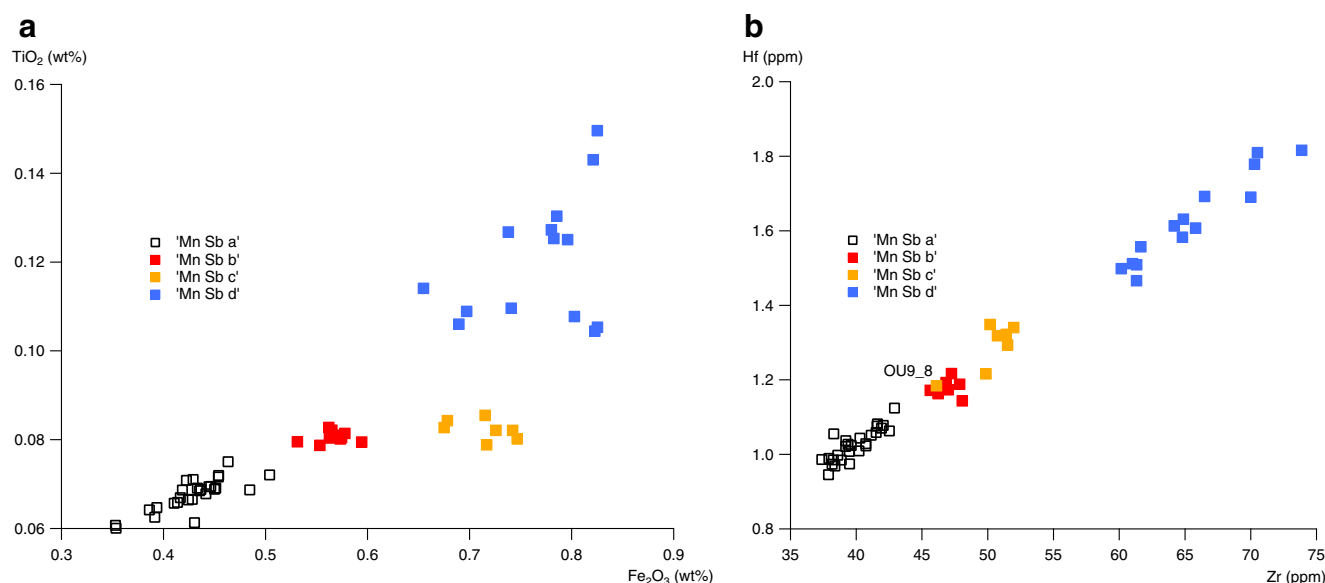 a
TiO₂ (wt%)
0.16
0.14
0.12
0.10
0.08
0.06
0.3 0.4 0.5 0.6 0.7 0.8 0.9
Fe₂O₃ (wt%)
'Mn Sb a'
'Mn Sb b'
'Mn Sb c'
'Mn Sb d'
b
Hf (ppm)
2.0
1.8
1.6
1.4
1.2
1.0
0.8
35 40 45 50 55 60 65 70 75
Zr (ppm)
'Mn Sb a'
'Mn Sb b'
'Mn Sb c'
'Mn Sb d'
OU9_8